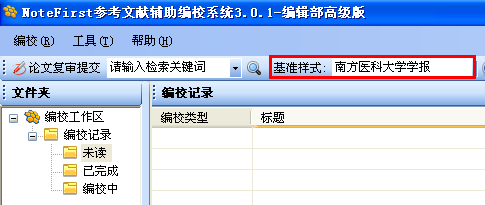 NoteFirst参考文献辅助编校系统3.0.1-编辑部高级版
编校(R) 工具(T) 帮助(H)
论文复审提交 请输入检索关键词 基准样式: 南方医科大学学报
文件夹 编校记录
编校工作区 编校类型 标题
编校记录
未读
已完成
编校中